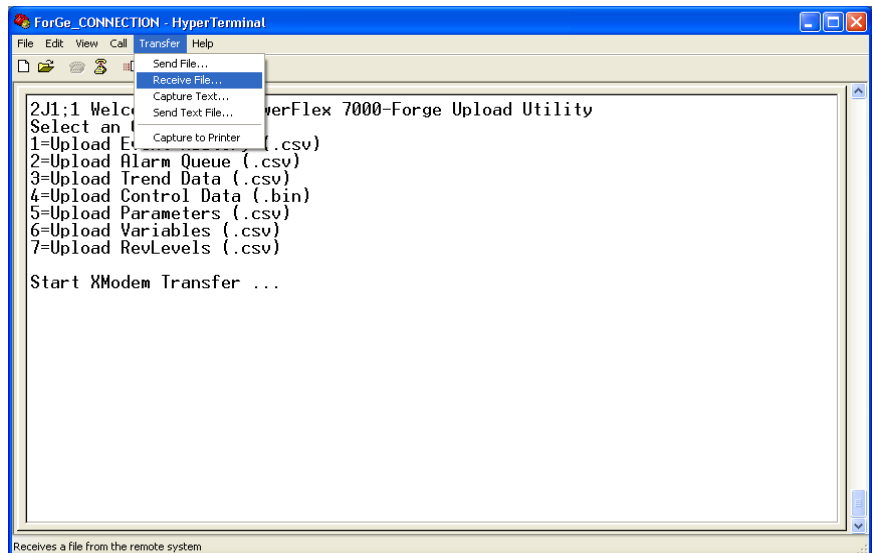 ForGe_CONNECTION - HyperTerminal
File Edit View Call Transfer Help
Send File...
Receive File...
Capture Text...
Send Text File...
Capture to Printer
2J1;1 Welc verFlex 7000-Forge Upload Utility
Select an
1=Upload E (.csv)
2=Upload Alarm Queue (.csv)
3=Upload Trend Data (.csv)
4=Upload Control Data (.bin)
5=Upload Parameters (.csv)
6=Upload Variables (.csv)
7=Upload RevLevels (.csv)
Start XModem Transfer ...
Receives a file from the remote system